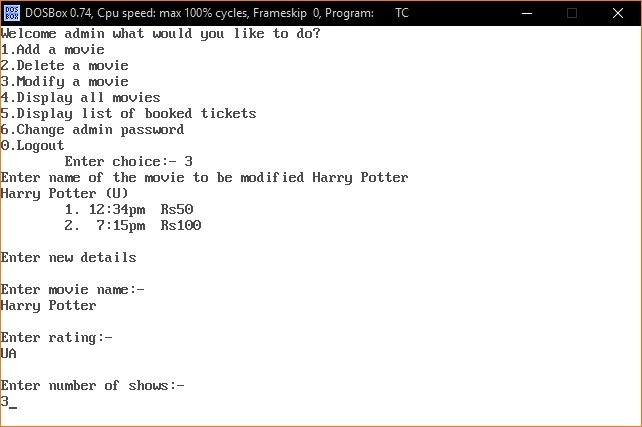 DOS BOX DOSBox 0.74, Cpu speed: max 100% cycles, Frameskip 0, Program: TC
Welcome admin what would you like to do?
1.Add a movie
2.Delete a movie
3.Modify a movie
4.Display all movies
5.Display list of booked tickets
6.Change admin password
0.Logout
Enter choice:- 3
Enter name of the movie to be modified Harry Potter
Harry Potter (U)
1. 12:34pm Rs50
2. 7:15pm Rs100
Enter new details
Enter movie name:-
Harry Potter
Enter rating:-
UA
Enter number of shows:-
3_